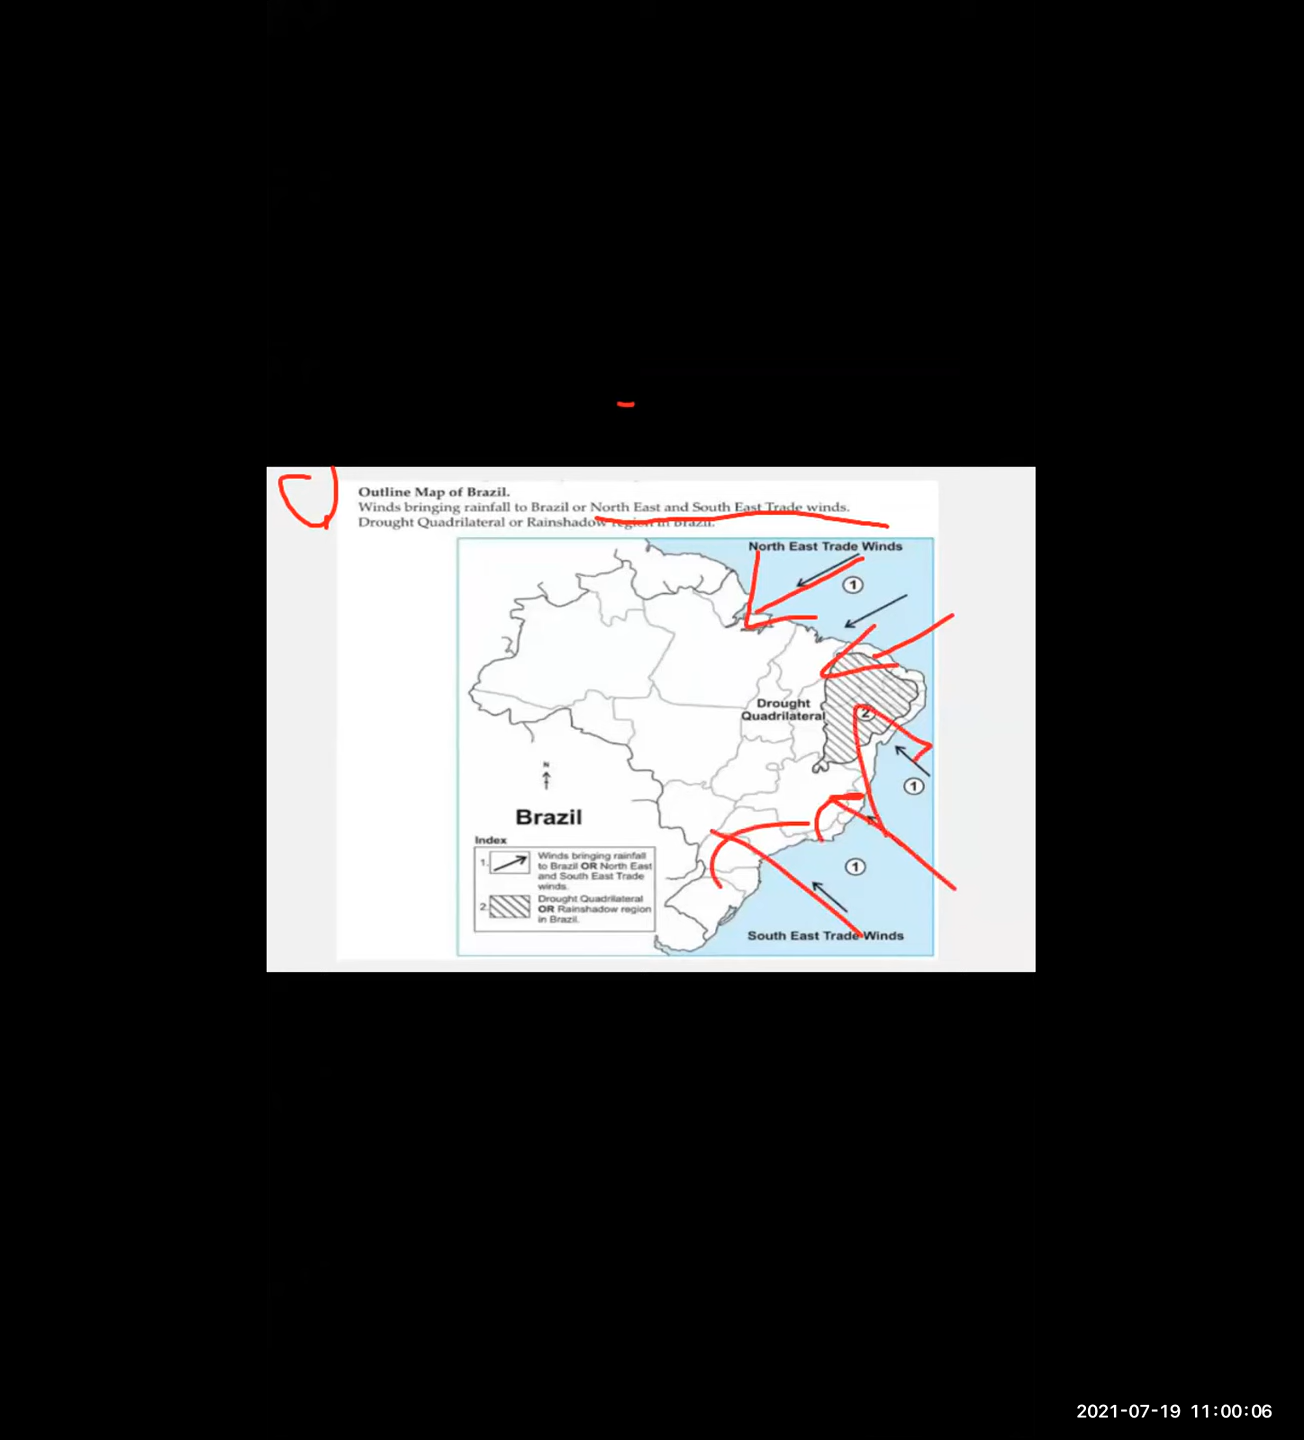 Outline Map of Brazil.
Winds bringing rainfall to Brazil or North East and South East Trade winds.
Drought Quadrilateral or Rainshadow region in Brazil.
North East Trade Winds
1
Drought
Quadrilateral
2
1
N
Brazil
Index
1. Winds bringing rainfall
to Brazil OR North East
and South East Trade
winds.
2. Drought Quadrilateral
OR Rainshadow region
in Brazil.
1
South East Trade Winds
2021-07-19 11:00:06